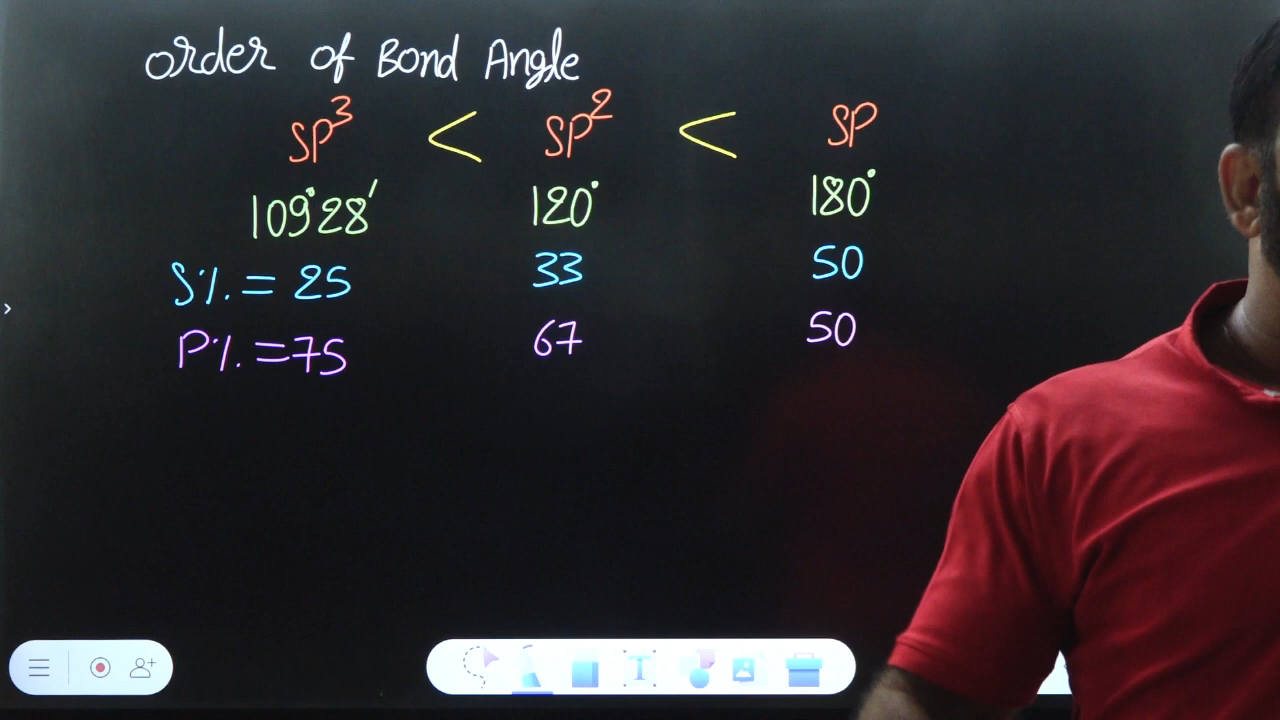 order of Bond Angle
SP³ < SP² < SP
109°28′ 120° 180°
S%. = 25 33 50
P%. = 75 67 50
T